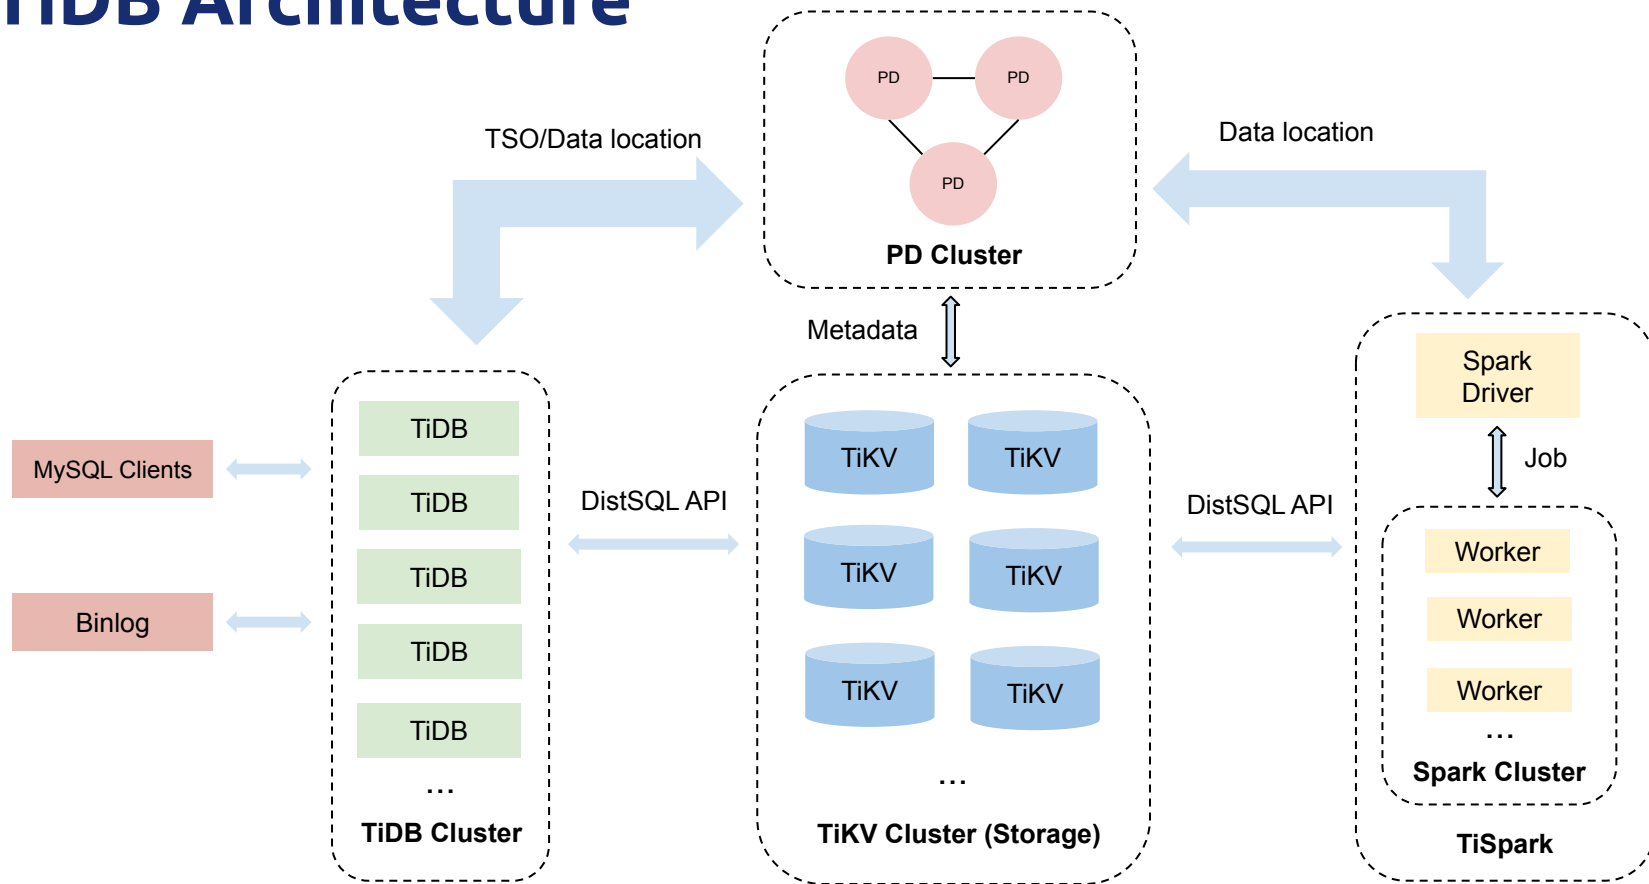 TiDB Architecture
PD
PD
PD
PD Cluster
TSO/Data location
Data location
Metadata
MySQL Clients
Binlog
TiDB
TiDB
TiDB
TiDB
TiDB
...
TiDB Cluster
DistSQL API
TiKV
TiKV
TiKV
TiKV
TiKV
TiKV
...
TiKV Cluster (Storage)
DistSQL API
Spark
Driver
Job
Worker
Worker
Worker
...
Spark Cluster
TiSpark